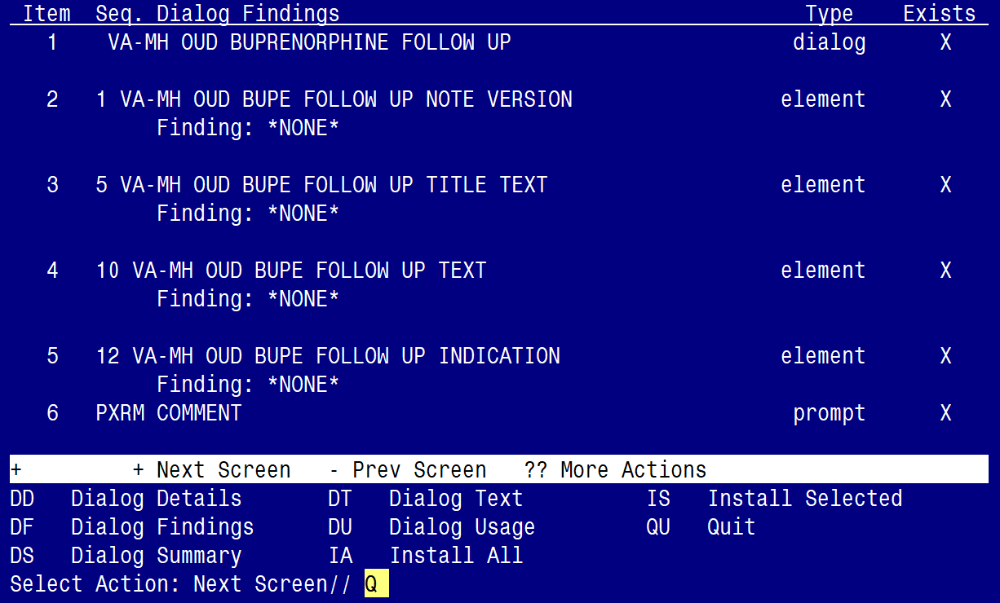 Item  Seq. Dialog Findings  Type  Exists
1  VA-MH OUD BUPRENORPHINE FOLLOW UP  dialog  X
2  1 VA-MH OUD BUPE FOLLOW UP NOTE VERSION  element  X
Finding: *NONE*
3  5 VA-MH OUD BUPE FOLLOW UP TITLE TEXT  element  X
Finding: *NONE*
4  10 VA-MH OUD BUPE FOLLOW UP TEXT  element  X
Finding: *NONE*
5  12 VA-MH OUD BUPE FOLLOW UP INDICATION  element  X
Finding: *NONE*
6  PXRM COMMENT  prompt  X
+  + Next Screen  - Prev Screen  ?? More Actions
DD  Dialog Details  DT  Dialog Text  IS  Install Selected
DF  Dialog Findings  DU  Dialog Usage  QU  Quit
DS  Dialog Summary  IA  Install All
Select Action: Next Screen// Q